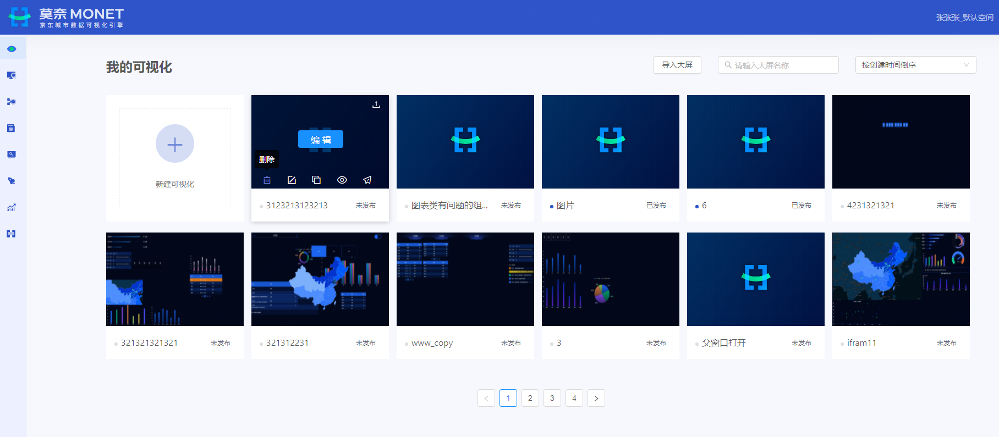 莫奈 MONET
京东城市数据可视化引擎
张张张_默认空间
我的可视化
导入大屏
请输入大屏名称
按创建时间倒序
新建可视化
编 辑
删除
3123213123213
未发布
图表类有问题的组...
未发布
图片
已发布
6
已发布
4231321321
未发布
321321321321
未发布
321312231
未发布
www_copy
未发布
3
未发布
父窗口打开
未发布
ifram11
未发布
< 1 2 3 4 >